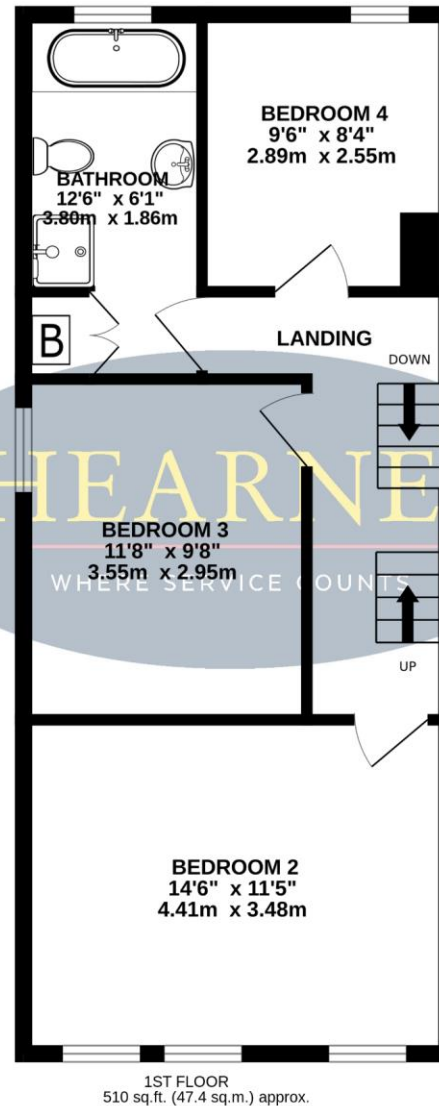 BEDROOM 4
9'6" x 8'4"
2.89m x 2.55m
BATHROOM
12'6" x 6'1"
3.80m x 1.86m
B
LANDING
DOWN
HEARNE
BEDROOM 3
11'8" x 9'8"
3.55m x 2.95m
WHERE SERVICE COUNTS
UP
BEDROOM 2
14'6" x 11'5"
4.41m x 3.48m
1ST FLOOR
510 sq.ft. (47.4 sq.m.) approx.